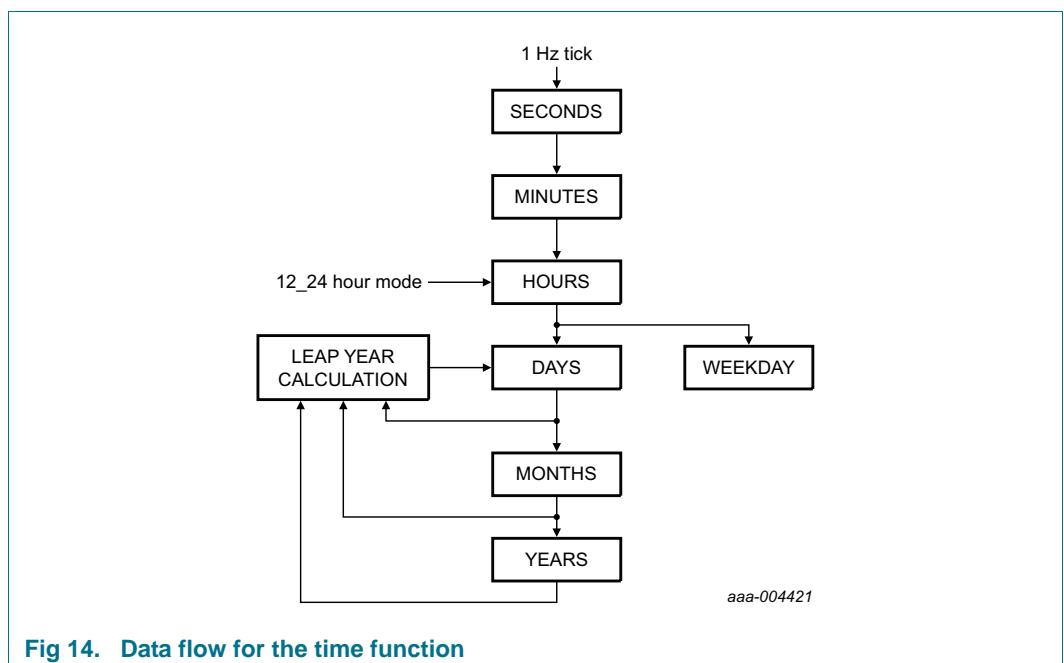 1 Hz tick
SECONDS
MINUTES
12_24 hour mode
HOURS
LEAP YEAR
CALCULATION
DAYS
WEEKDAY
MONTHS
YEARS
aaa-004421
Fig 14. Data flow for the time function